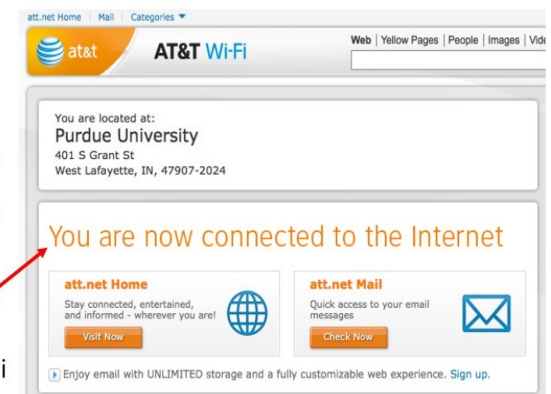 att.net Home | Mail | Categories ▼
at&t
AT&T Wi-Fi
Web | Yellow Pages | People | Images |
You are located at:
Purdue University
401 S Grant St
West Lafayette, IN, 47907-2024
You are now connected to the Internet
att.net Home
Stay connected, entertained,
and informed - wherever you are!
Visit Now
att.net Mail
Quick access to your email
messages
Check Now
Enjoy email with UNLIMITED storage and a fully customizable web experience. Sign up.